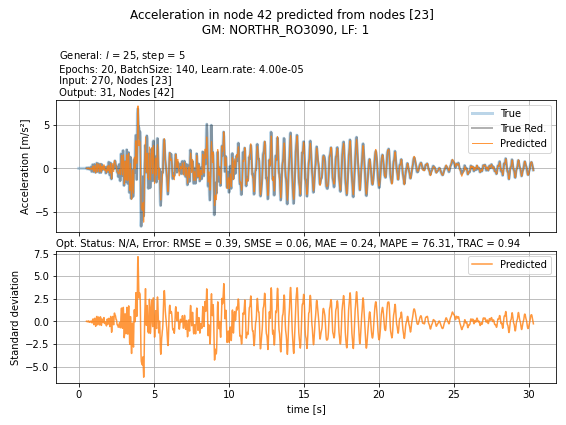 Acceleration in node 42 predicted from nodes [23]
GM: NORTHR_RO3090, LF: 1
General: l = 25, step = 5
Epochs: 20, BatchSize: 140, Learn.rate: 4.00e-05
Input: 270, Nodes [23]
Output: 31, Nodes [42]
Acceleration [m/s²]
5
0
−5
True
True Red.
Predicted
Opt. Status: N/A, Error: RMSE = 0.39, SMSE = 0.06, MAE = 0.24, MAPE = 76.31, TRAC = 0.94
Standard deviation
7.5
5.0
2.5
0.0
−2.5
−5.0
Predicted
0 5 10 15 20 25 30
time [s]